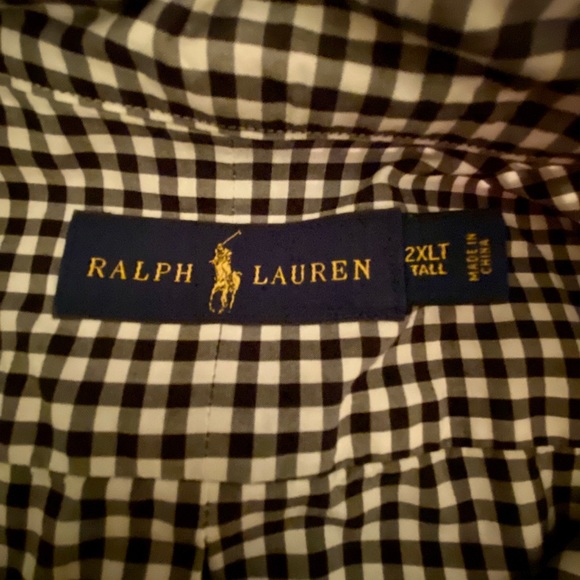 RALPH LAUREN
2XLT
TALL
MADE IN
CHINA